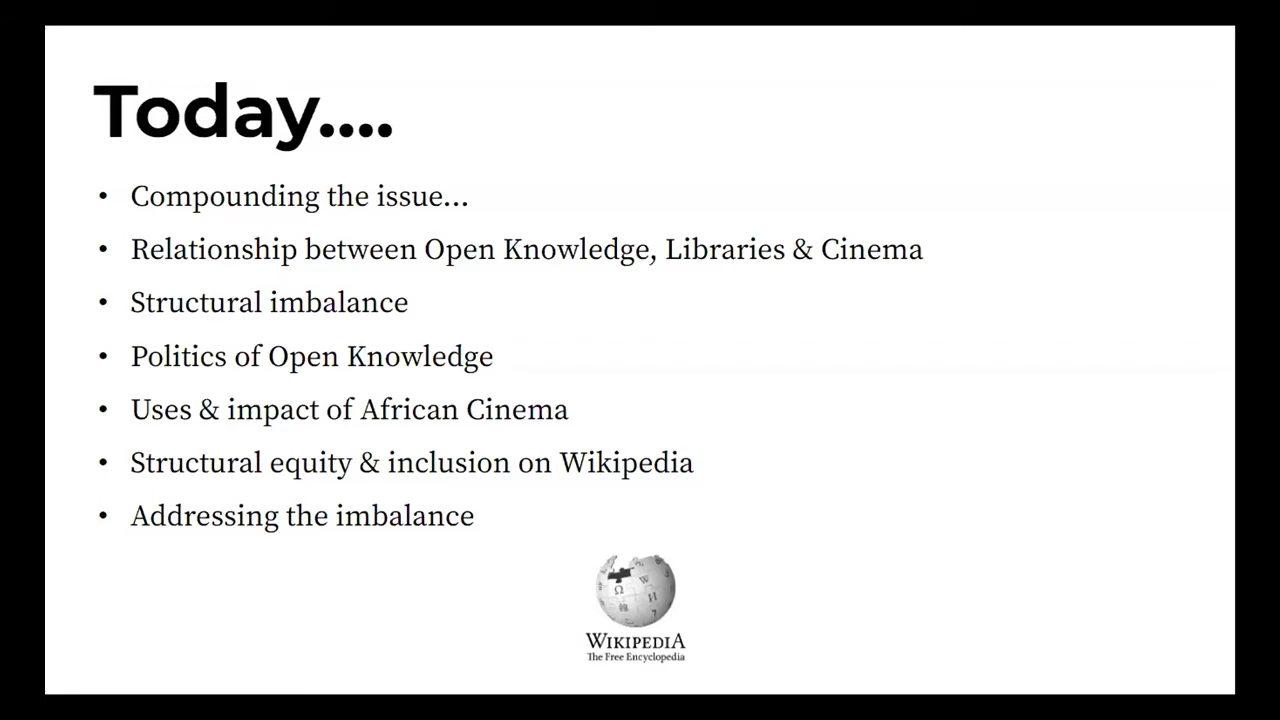 Today....
• Compounding the issue...
• Relationship between Open Knowledge, Libraries & Cinema
• Structural imbalance
• Politics of Open Knowledge
• Uses & impact of African Cinema
• Structural equity & inclusion on Wikipedia
• Addressing the imbalance
Ω W И 7
WIKIPEDIA
The Free Encyclopedia